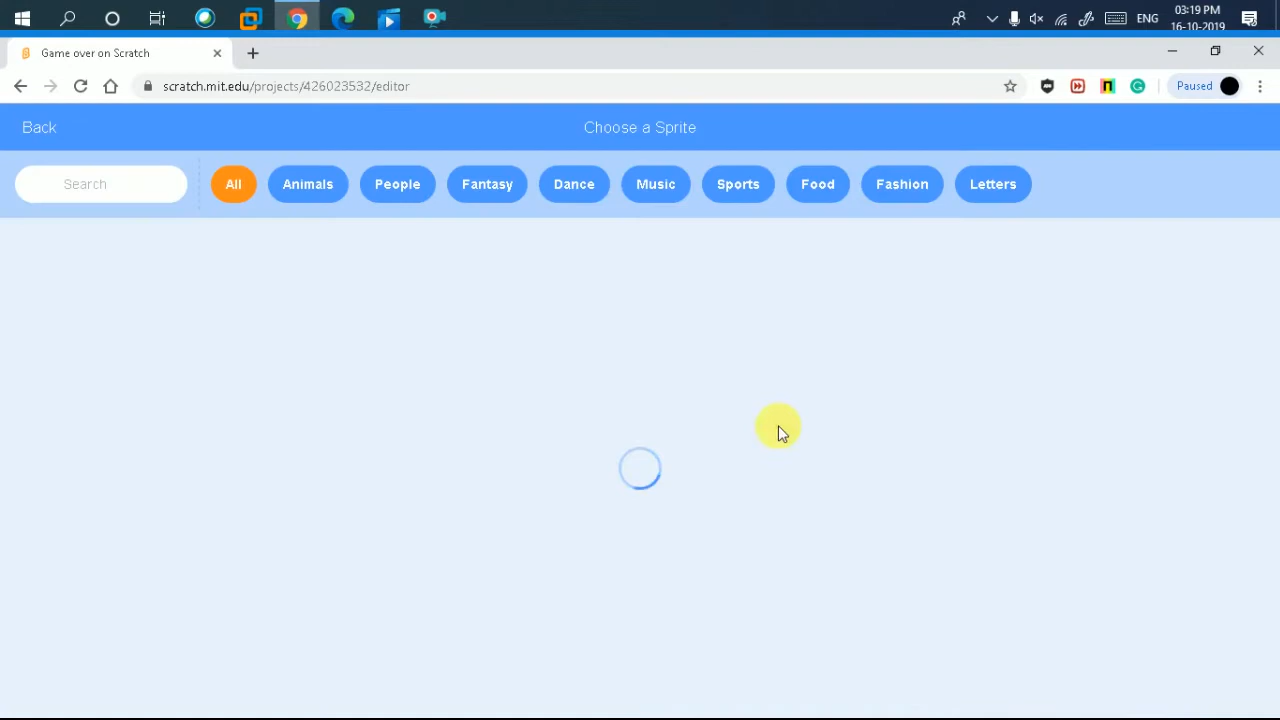 03:19 PM
ENG
16-10-2019
Game over on Scratch
scratch.mit.edu/projects/426023532/editor
Paused
Back
Choose a Sprite
Search
All
Animals
People
Fantasy
Dance
Music
Sports
Food
Fashion
Letters